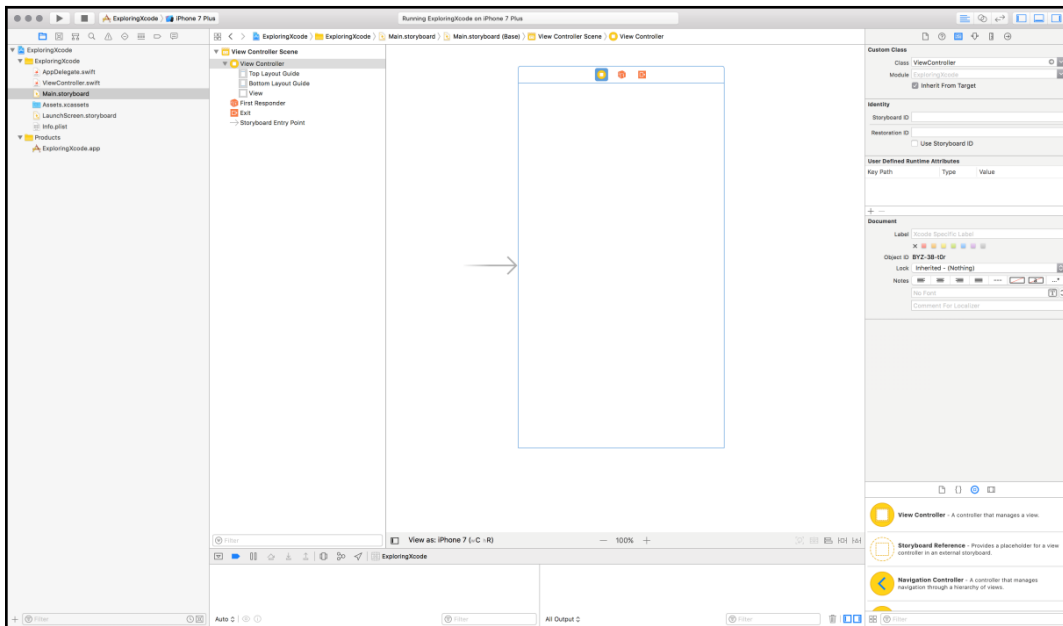 ExploringXcode iPhone 7 Plus
Running ExploringXcode on iPhone 7 Plus
ExploringXcode
ExploringXcode
AppDelegate.swift
ViewController.swift
Main.storyboard
Assets.xcassets
LaunchScreen.storyboard
Info.plist
Products
ExploringXcode.app
Filter
ExploringXcode ExploringXcode Main.storyboard Main.storyboard (Base) View Controller Scene View Controller
View Controller Scene
View Controller
Top Layout Guide
Bottom Layout Guide
View
First Responder
Exit
Storyboard Entry Point
Filter
View as: iPhone 7 (wC hR)
100%
ExploringXcode
Auto
Filter
All Output
Filter
Custom Class
Class ViewController
Module ExploringXcode
Inherit From Target
Identity
Storyboard ID
Restoration ID
Use Storyboard ID
User Defined Runtime Attributes
Key Path Type Value
Document
Label Xcode Specific Label
Object ID BYZ-38-t0r
Lock Inherited - (Nothing)
Notes
No Font
Comment For Localizer
View Controller - A controller that manages a view.
Storyboard Reference - Provides a placeholder for a view
controller in an external storyboard.
Navigation Controller - A controller that manages
navigation through a hierarchy of views.
Filter